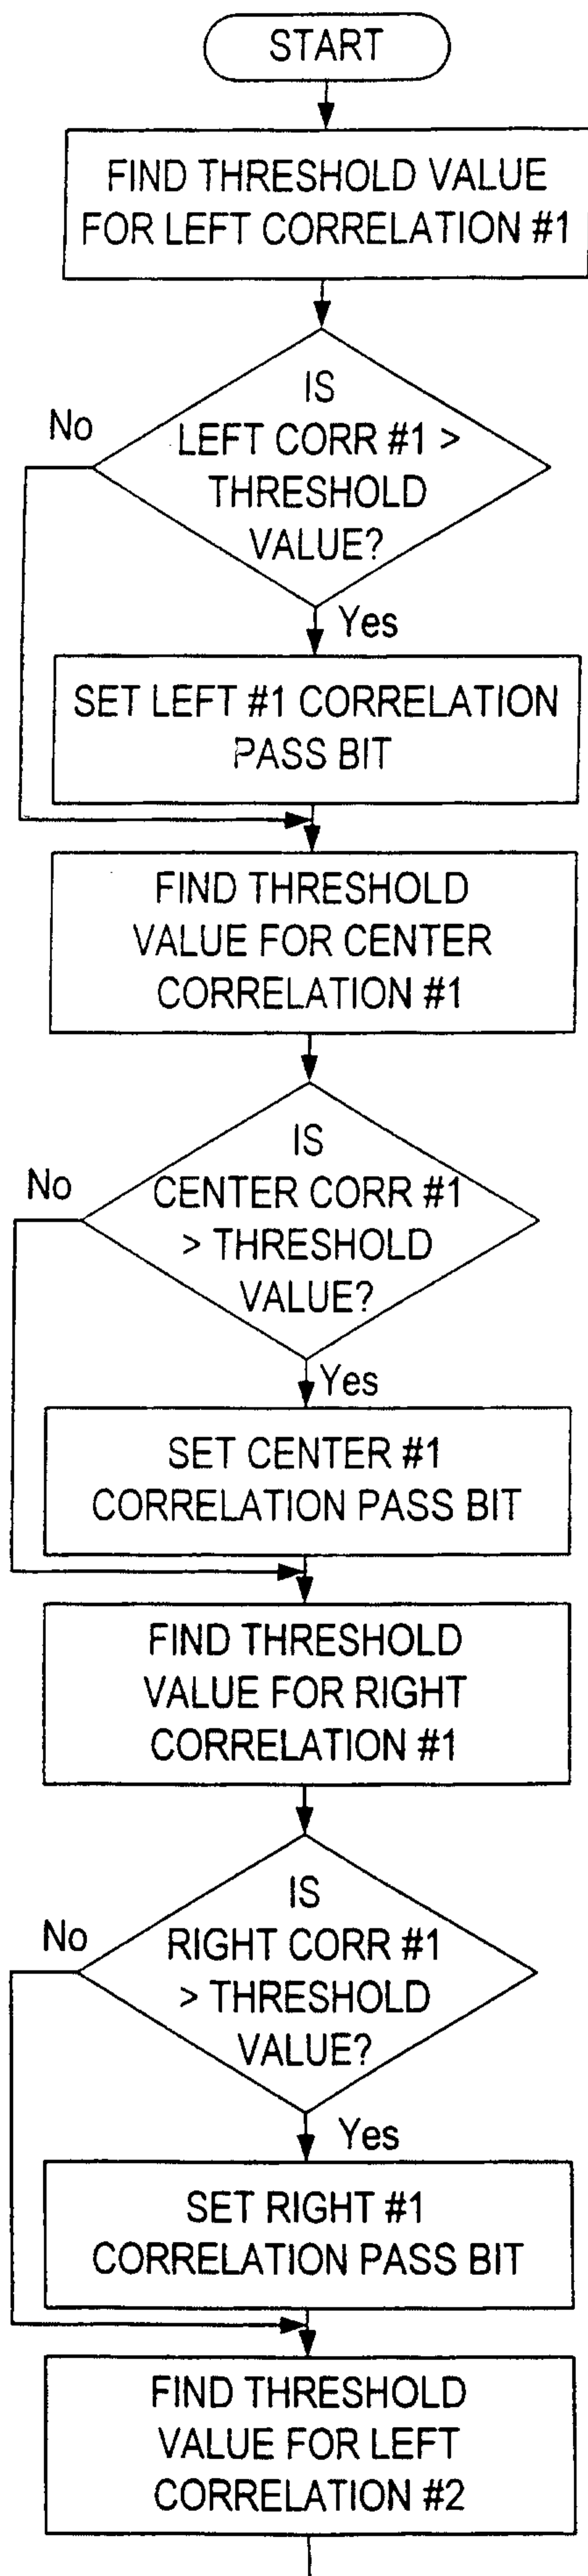 START
FIND THRESHOLD VALUE
FOR LEFT CORRELATION #1
IS
LEFT CORR #1 >
THRESHOLD
VALUE?
No
Yes
SET LEFT #1 CORRELATION
PASS BIT
FIND THRESHOLD
VALUE FOR CENTER
CORRELATION #1
IS
CENTER CORR #1
> THRESHOLD
VALUE?
No
Yes
SET CENTER #1
CORRELATION PASS BIT
FIND THRESHOLD
VALUE FOR RIGHT
CORRELATION #1
IS
RIGHT CORR #1
> THRESHOLD
VALUE?
No
Yes
SET RIGHT #1
CORRELATION PASS BIT
FIND THRESHOLD
VALUE FOR LEFT
CORRELATION #2